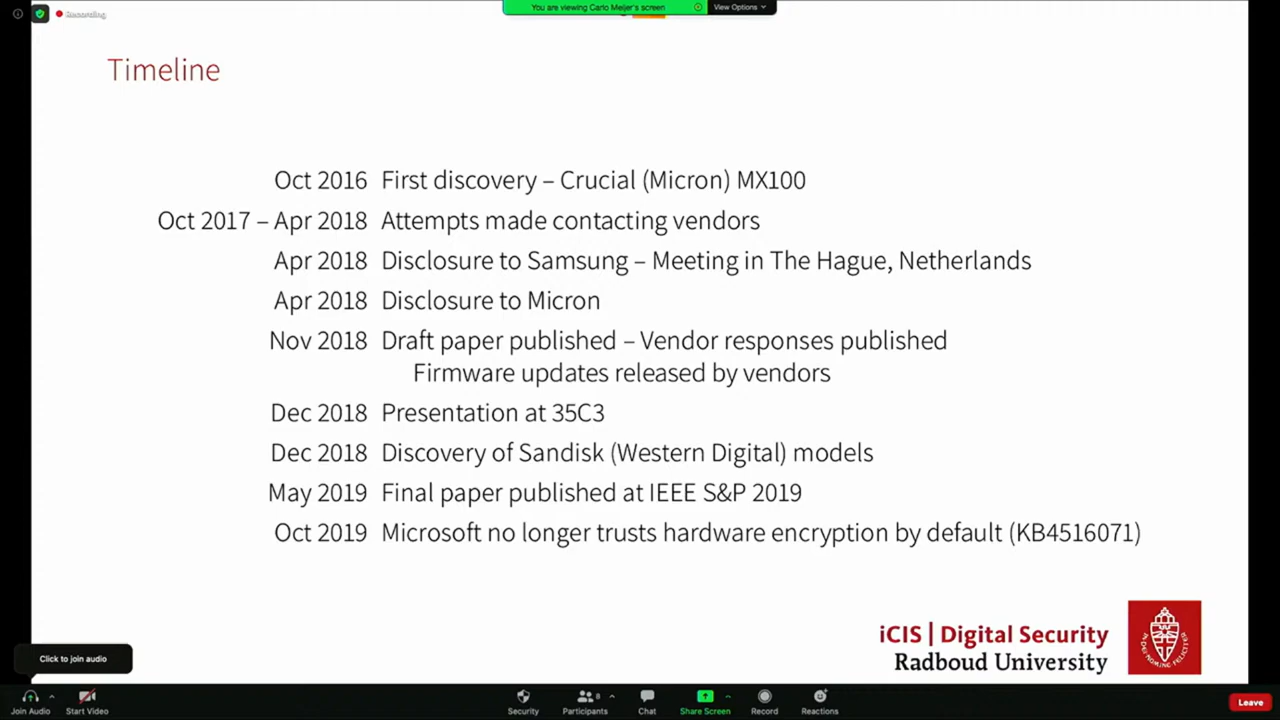 Recording
You are viewing Carlo Meijer's screen
View Options
Timeline
Oct 2016 First discovery – Crucial (Micron) MX100
Oct 2017 – Apr 2018 Attempts made contacting vendors
Apr 2018 Disclosure to Samsung – Meeting in The Hague, Netherlands
Apr 2018 Disclosure to Micron
Nov 2018 Draft paper published – Vendor responses published
Firmware updates released by vendors
Dec 2018 Presentation at 35C3
Dec 2018 Discovery of Sandisk (Western Digital) models
May 2019 Final paper published at IEEE S&P 2019
Oct 2019 Microsoft no longer trusts hardware encryption by default (KB4516071)
iCIS | Digital Security
Radboud University
Click to join audio
Join Audio Start Video Security Participants 8 Chat Share Screen Record Reactions Leave